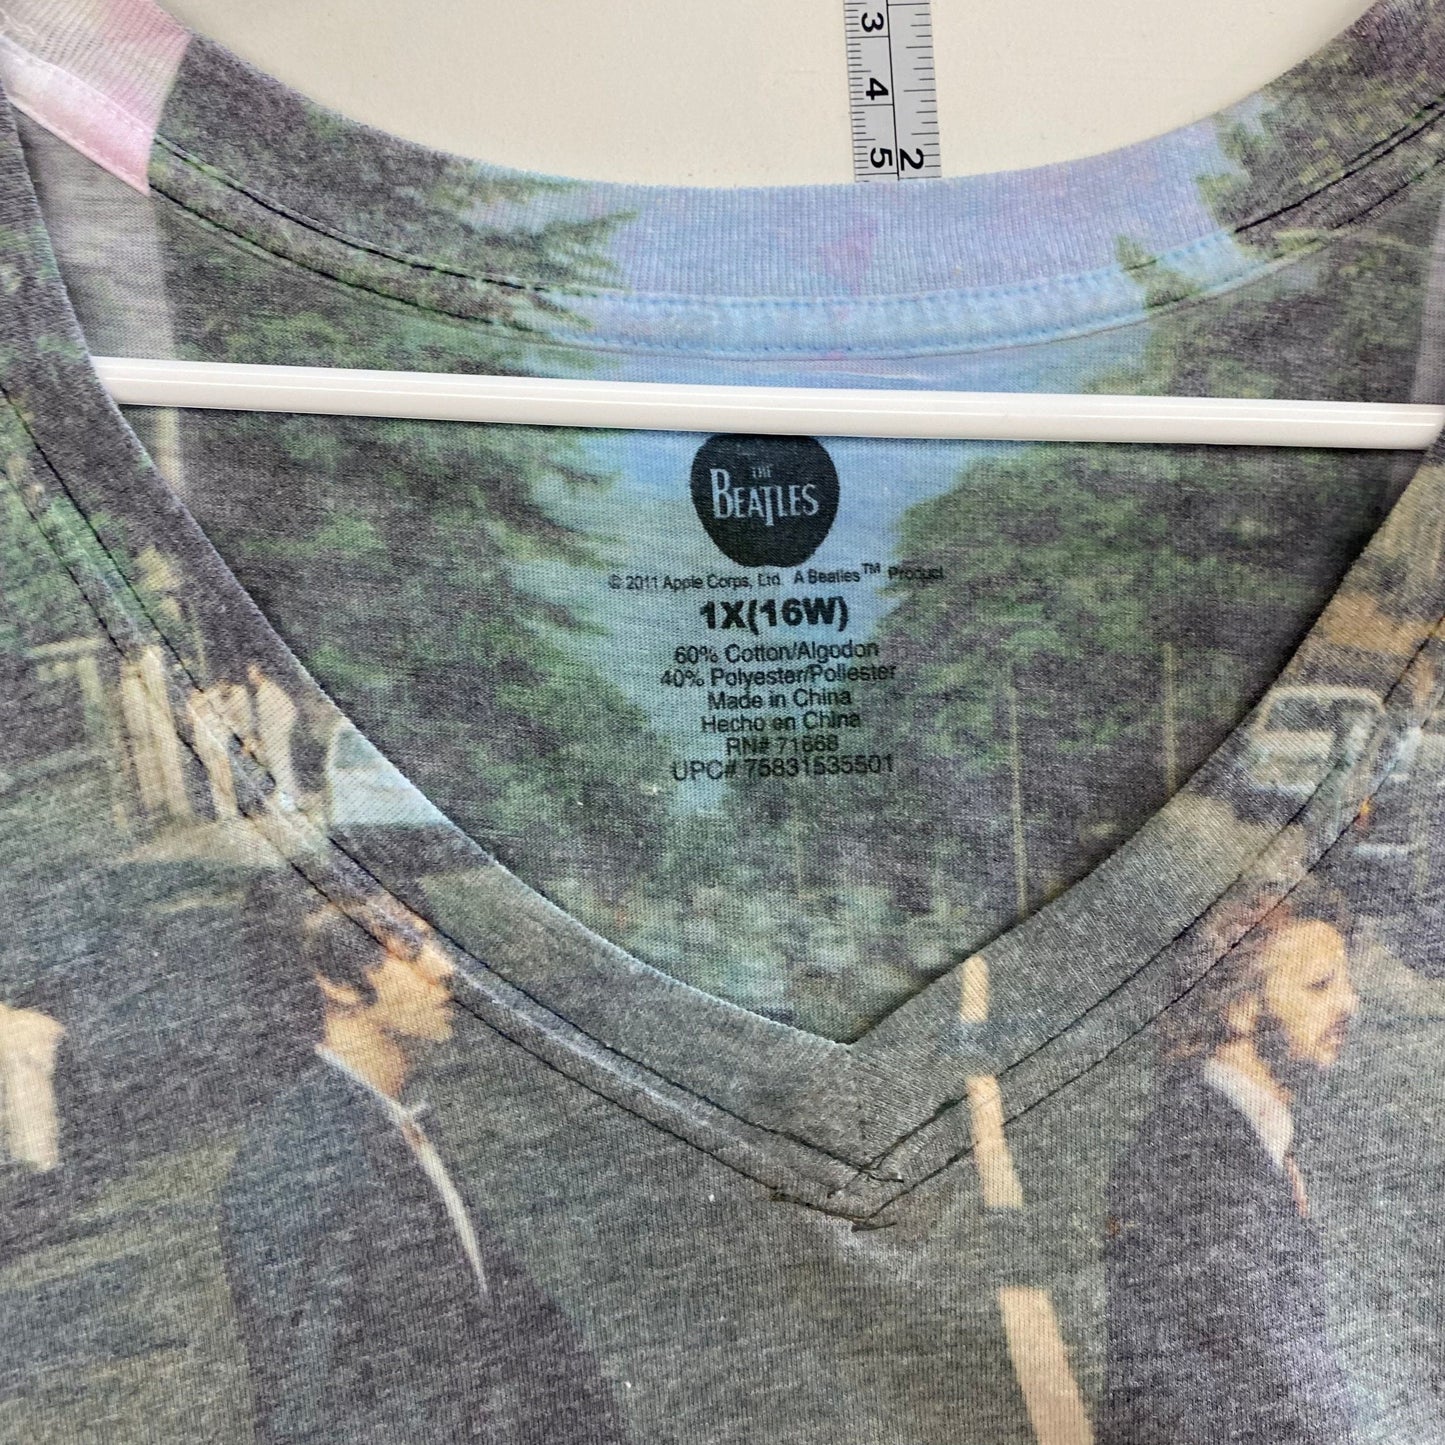 3
4
5 2
THE
BEATLES
© 2011 Apple Corps, Ltd. A Beatles™ Product
1X(16W)
60% Cotton/Algodon
40% Polyester/Poliester
Made in China
Hecho en China
RN# 71668
UPC# 75831535501